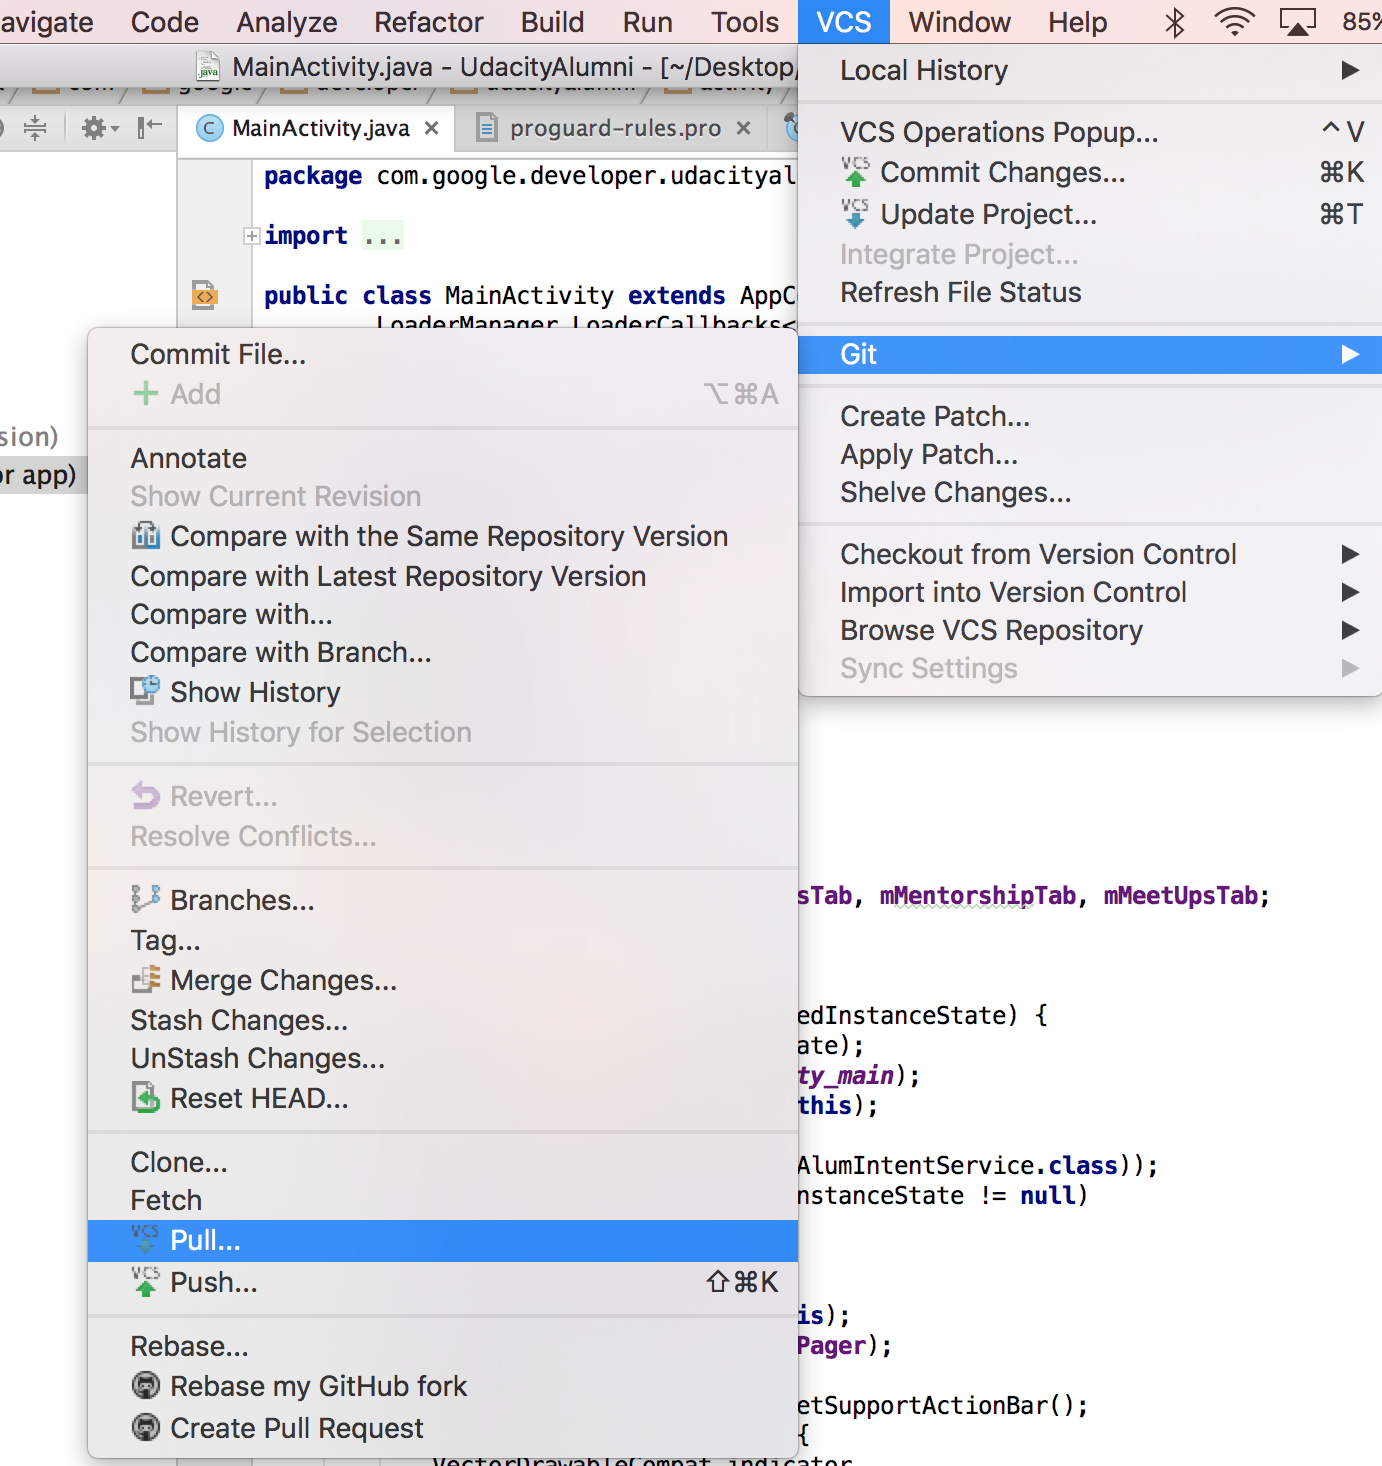 avigate Code Analyze Refactor Build Run Tools VCS Window Help 85%
MainActivity.java - UdacityAlumni - [~/Desktop/
MainActivity.java proguard-rules.pro
package com.google.developer.udacityal
import ...
public class MainActivity extends AppC
LoaderManager.LoaderCallbacks<
sion)
or app)
Local History
VCS Operations Popup... ^V
VCS Commit Changes... ⌘K
VCS Update Project... ⌘T
Integrate Project...
Refresh File Status
Git
Create Patch...
Apply Patch...
Shelve Changes...
Checkout from Version Control
Import into Version Control
Browse VCS Repository
Sync Settings
Commit File...
Add ⌥⌘A
Annotate
Show Current Revision
Compare with the Same Repository Version
Compare with Latest Repository Version
Compare with...
Compare with Branch...
Show History
Show History for Selection
Revert...
Resolve Conflicts...
Branches...
Tag...
Merge Changes...
Stash Changes...
UnStash Changes...
Reset HEAD...
Clone...
Fetch
VCS Pull...
VCS Push... ⇧⌘K
Rebase...
Rebase my GitHub fork
Create Pull Request
sTab, mMentorshipTab, mMeetUpsTab;
edInstanceState) {
ate);
ty_main);
this);
AlumIntentService.class));
nstanceState != null)
is);
Pager);
etSupportActionBar();
{
VectorDrawableCompat indicator